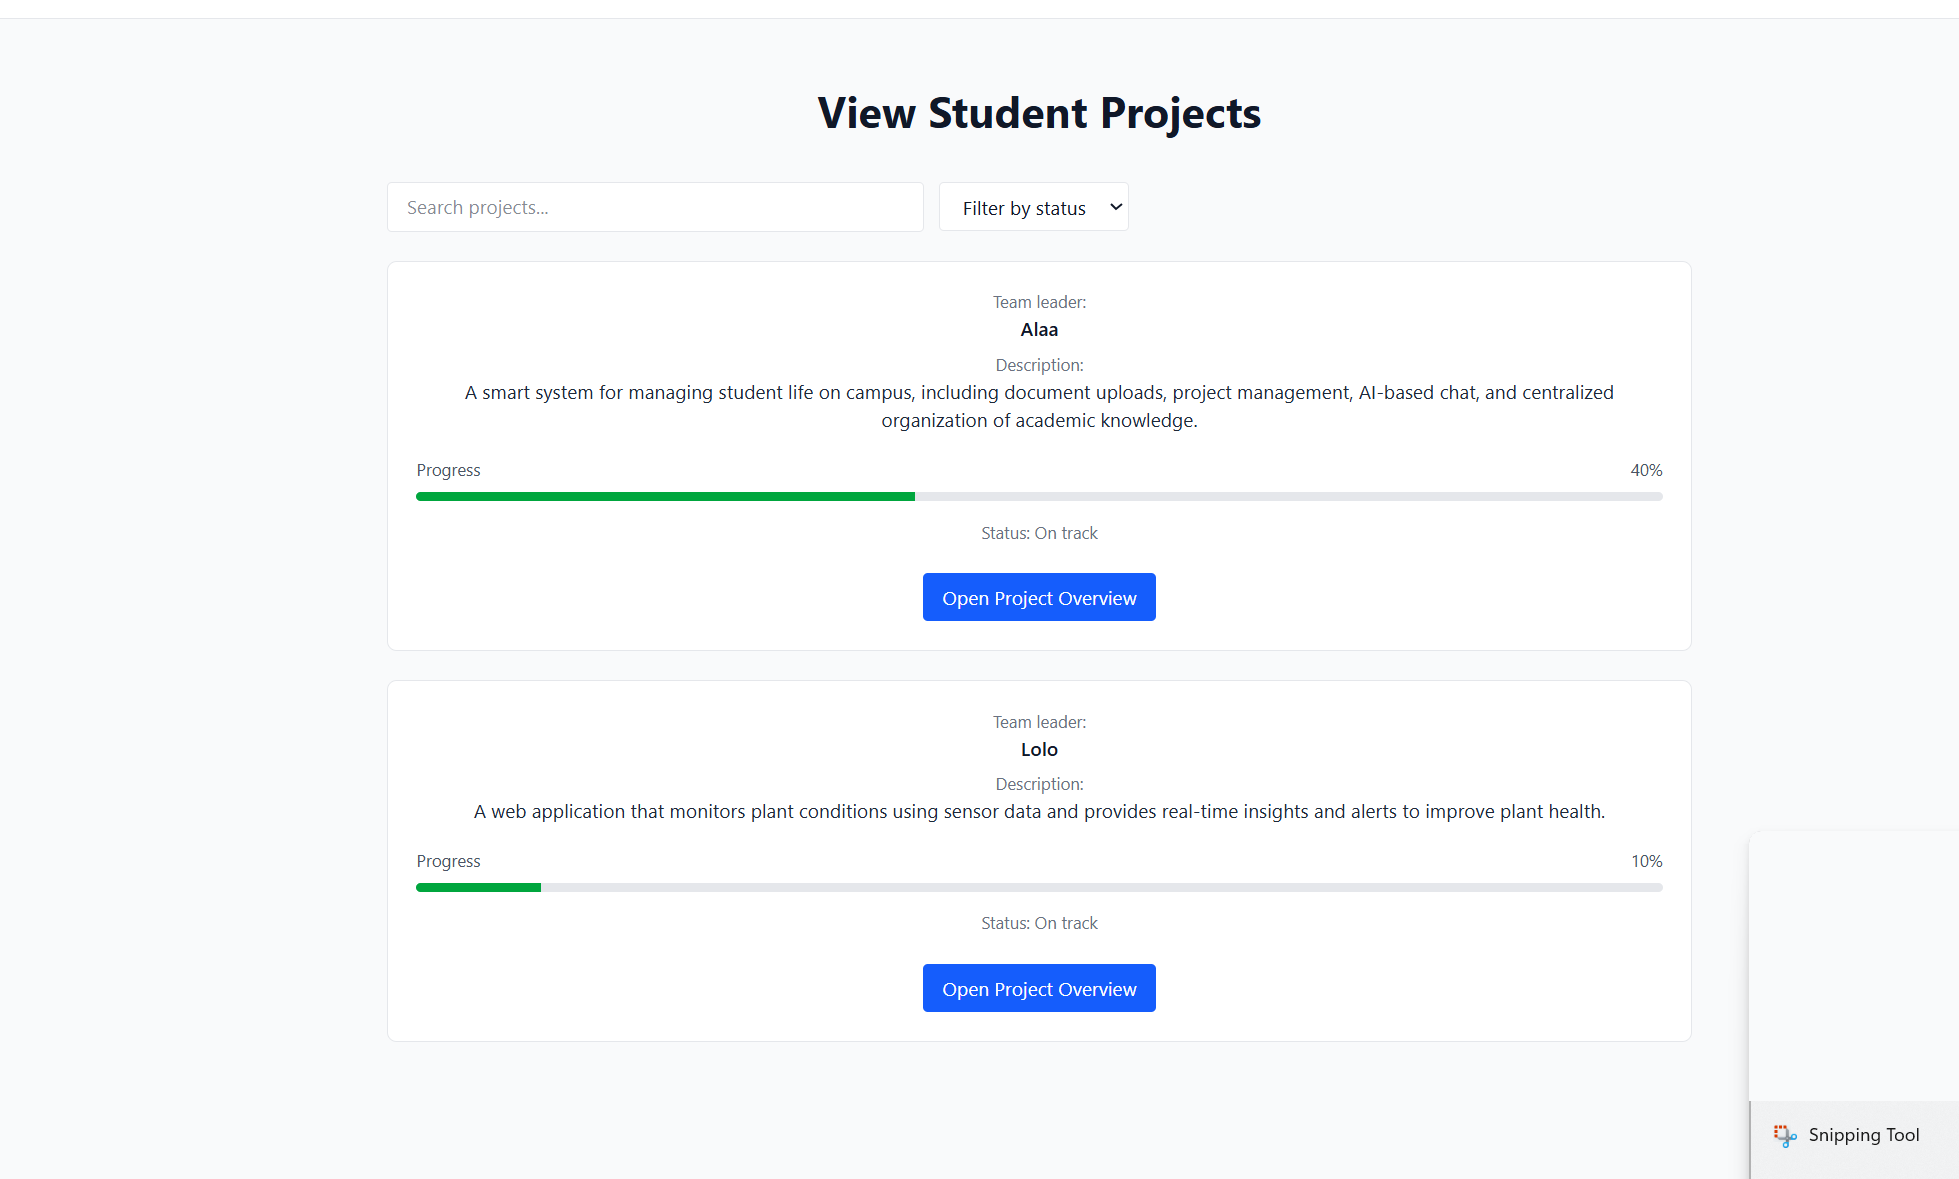 View Student Projects
Search projects...
Filter by status
Team leader:
Alaa
Description:
A smart system for managing student life on campus, including document uploads, project management, AI-based chat, and centralized
organization of academic knowledge.
Progress 40%
Status: On track
Open Project Overview
Team leader:
Lolo
Description:
A web application that monitors plant conditions using sensor data and provides real-time insights and alerts to improve plant health.
Progress 10%
Status: On track
Open Project Overview
Snipping Tool